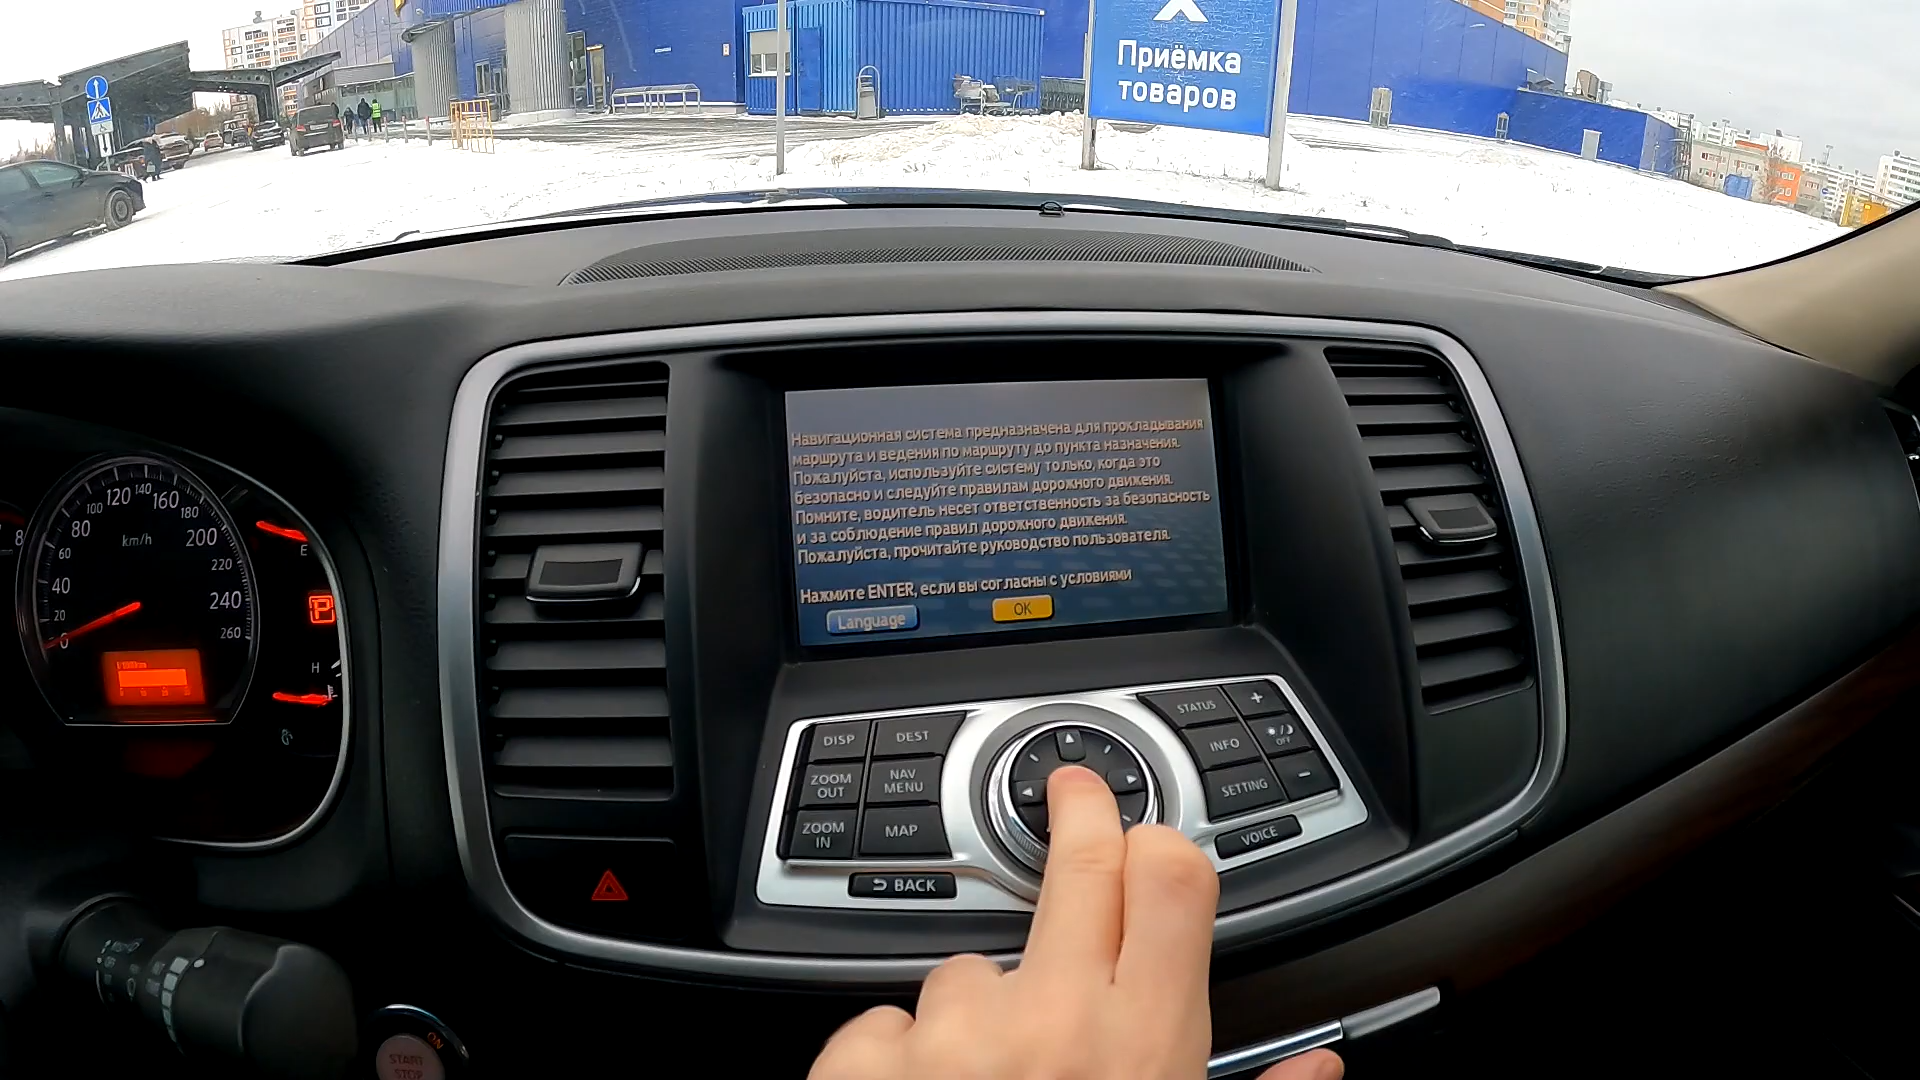 Приёмка
товаров
Навигационная система предназначена для прокладывания
маршрута и ведения по маршруту до пункта назначения.
Пожалуйста, используйте систему только, когда это
безопасно и следуйте правилам дорожного движения.
Помните, водитель несет ответственность за безопасность
и за соблюдение правил дорожного движения.
Пожалуйста, прочитайте руководство пользователя.
Нажмите ENTER, если вы согласны с условиями
Language
OK
8
0
20
40
60
80
100
120
140
160
180
200
220
240
260
km/h
E
P
H
DISP
DEST
ZOOM
OUT
NAV
MENU
ZOOM
IN
MAP
BACK
STATUS
+
INFO
OFF
SETTING
−
VOICE
ON
START
STOP